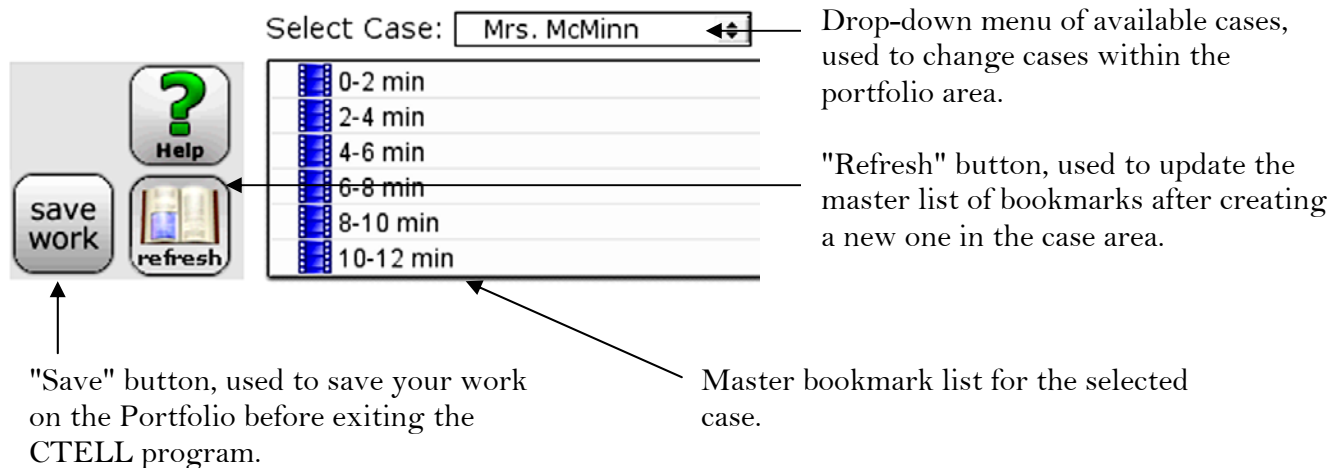 Select Case: Mrs. McMinn
Help
save
work
refresh
0-2 min
2-4 min
4-6 min
6-8 min
8-10 min
10-12 min
Drop-down menu of available cases,
used to change cases within the
portfolio area.
"Refresh" button, used to update the
master list of bookmarks after creating
a new one in the case area.
"Save" button, used to save your work
on the Portfolio before exiting the
CTELL program.
Master bookmark list for the selected
case.